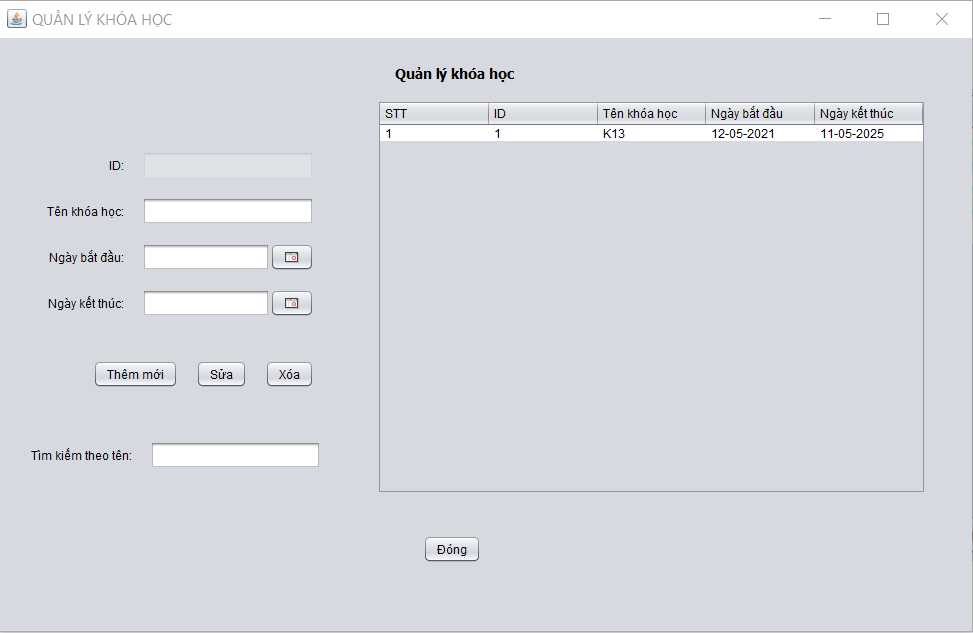 QUẢN LÝ KHÓA HỌC
Quản lý khóa học
STT ID Tên khóa học Ngày bắt đầu Ngày kết thúc
1 1 K13 12-05-2021 11-05-2025
ID:
Tên khóa học:
Ngày bắt đầu:
Ngày kết thúc:
Thêm mới Sửa Xóa
Tìm kiếm theo tên:
Đóng